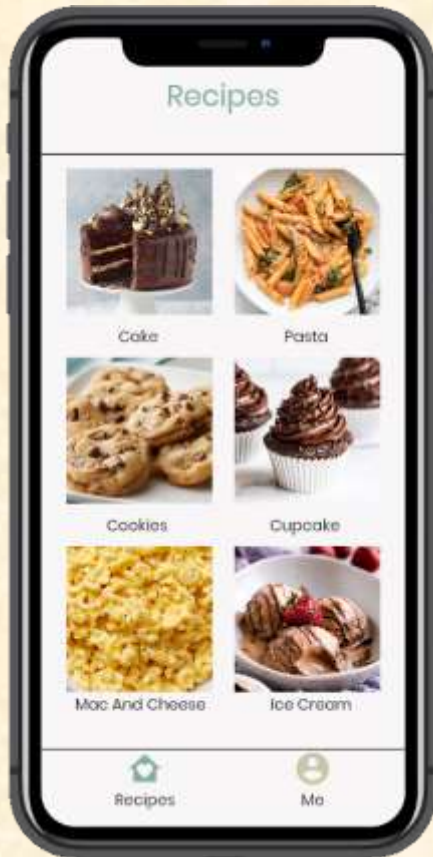 Recipes
Cake
Pasta
Cookies
Cupcake
Mac And Cheese
Ice Cream
Recipes
Me